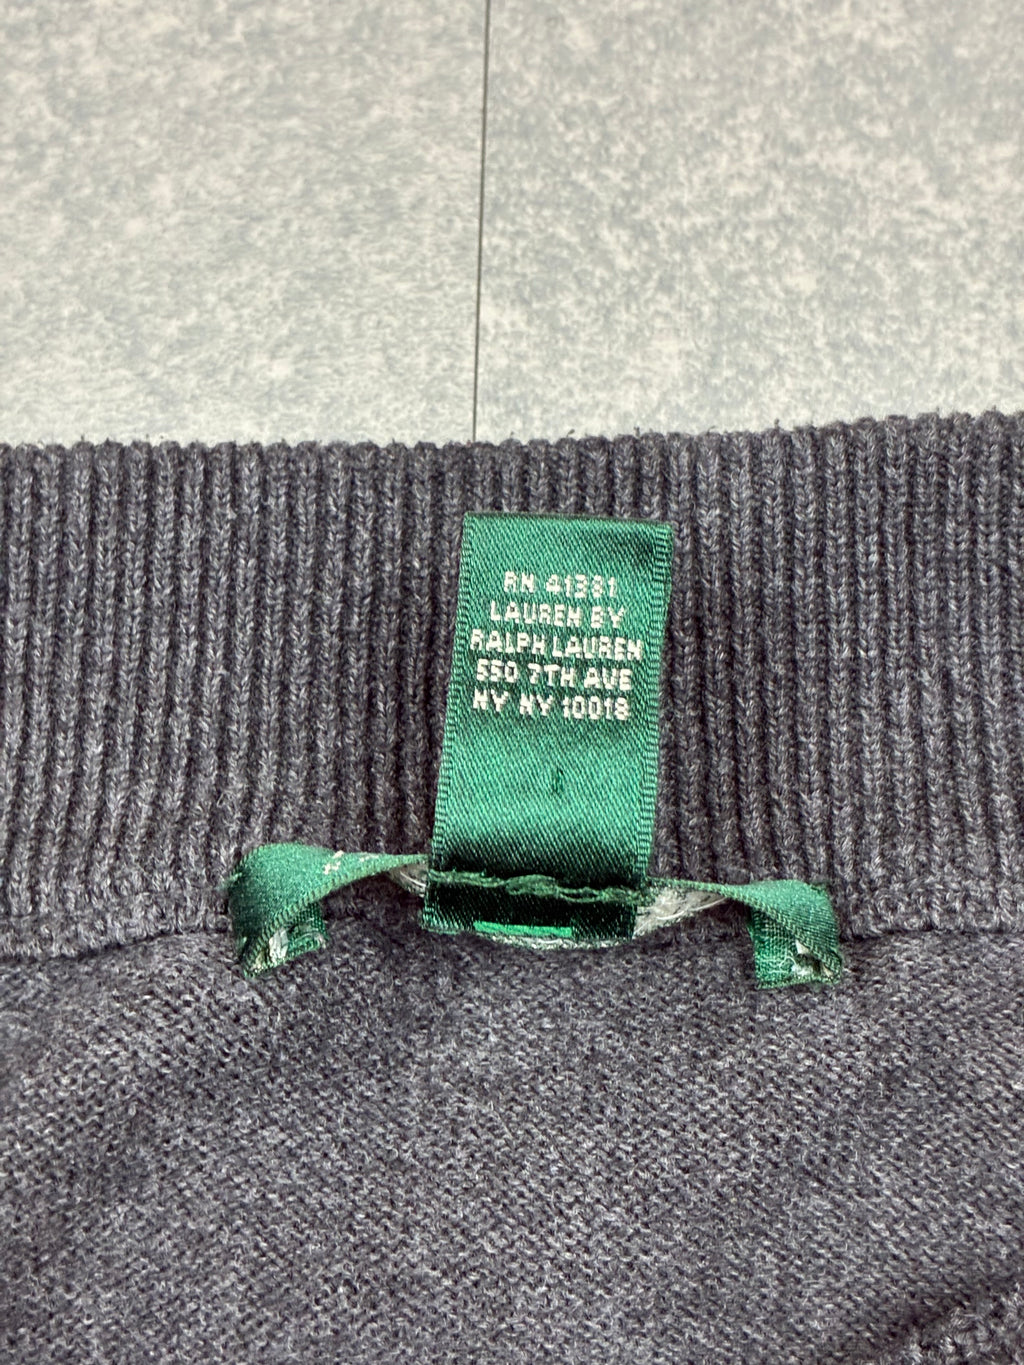 RN 41381
LAUREN BY
RALPH LAUREN
550 7TH AVE
NY NY 10018